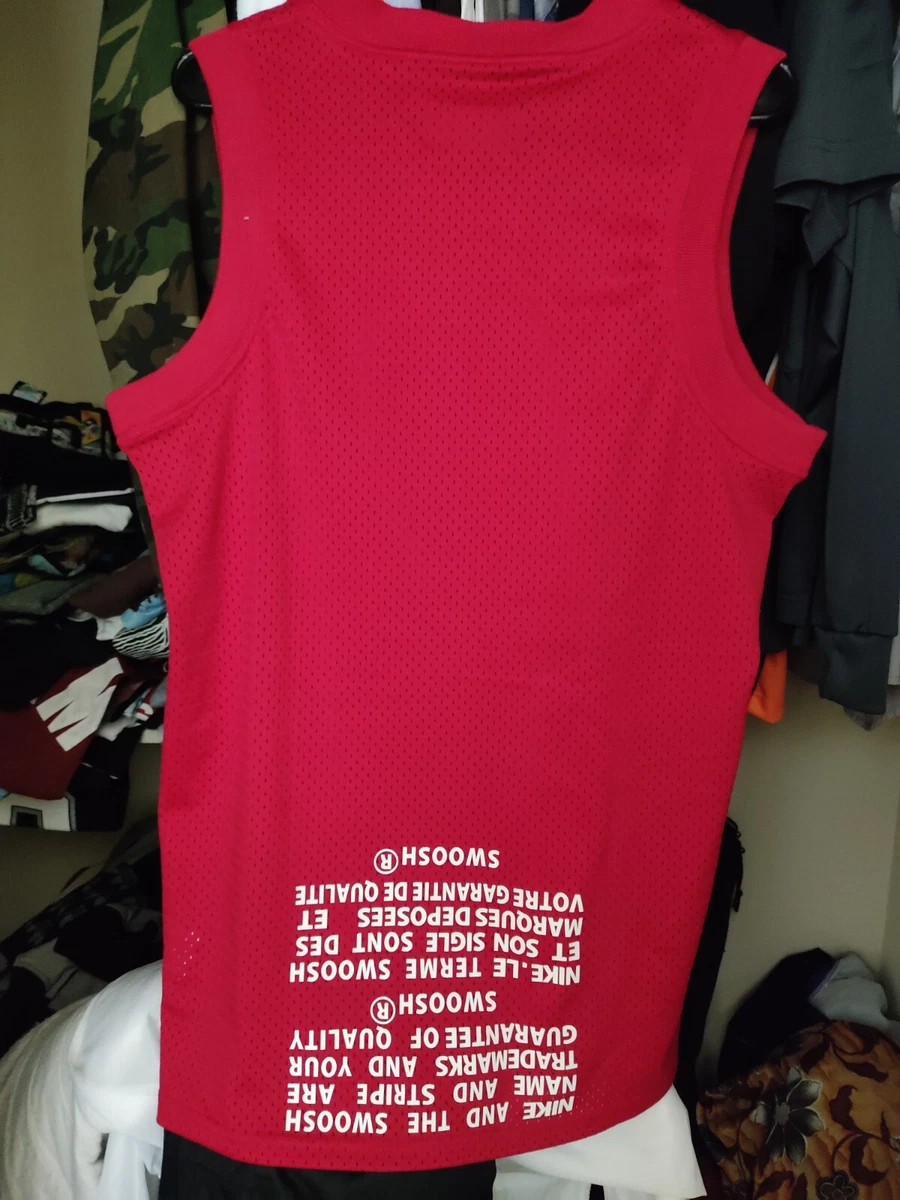 NIKE AND THE SWOOSH
NAME AND STRIPE ARE
TRADEMARKS AND YOUR
GUARANTEE OF QUALITY
SWOOSH®
NIKE.LE TERME SWOOSH
ET SON SIGLE SONT DES
MARQUES DEPOSEES ET
VOTRE GARANTIE DE QUALITE
SWOOSH®